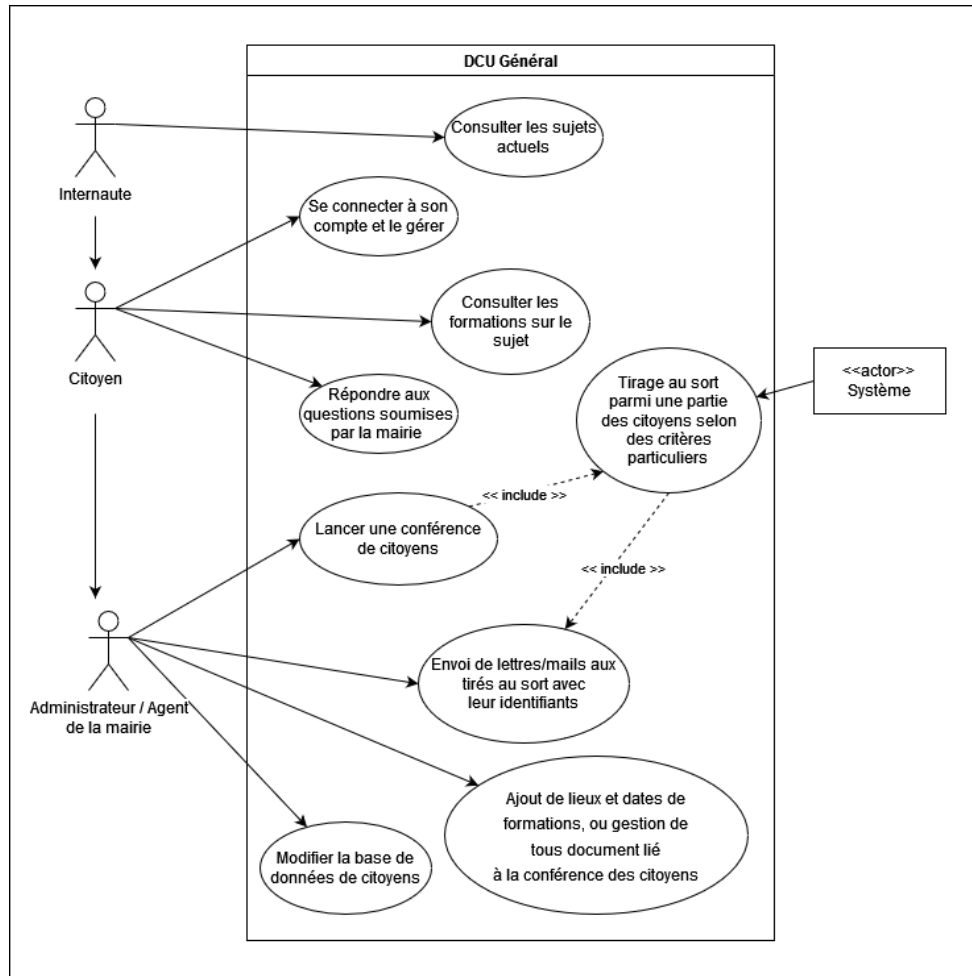 DCU Général
Consulter les sujets
actuels
Internaute
Se connecter à son
compte et le gérer
Consulter les
formations sur le
sujet
Citoyen
Répondre aux
questions soumises
par la mairie
Tirage au sort
parmi une partie
des citoyens selon
des critères
particuliers
<<actor>>
Système
<< include >>
Lancer une conférence
de citoyens
<< include >>
Envoi de lettres/mails aux
tirés au sort avec
leur identifiants
Administrateur / Agent
de la mairie
Ajout de lieux et dates de
formations, ou gestion de
tous document lié
à la conférence des citoyens
Modifier la base de
données de citoyens